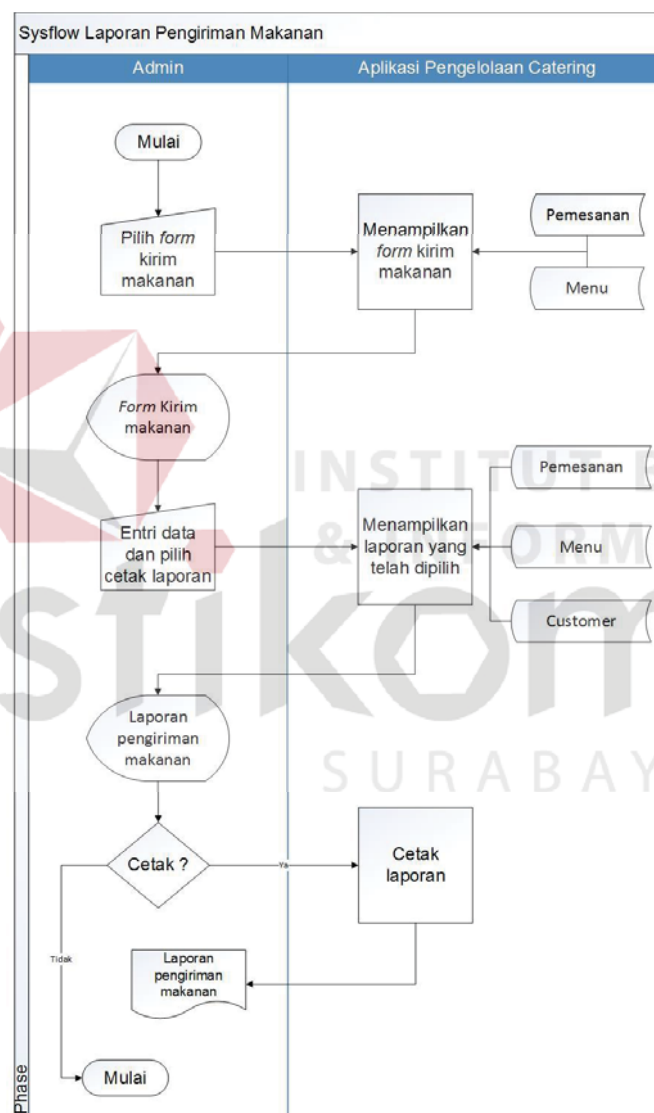 Sysflow Laporan Pengiriman Makanan
Admin
Aplikasi Pengelolaan Catering
Mulai
Pilih form
kirim
makanan
Menampilkan
form kirim
makanan
Pemesanan
Menu
Form Kirim
makanan
Entri data
dan pilih
cetak laporan
Menampilkan
laporan yang
telah dipilih
Pemesanan
Menu
Customer
Laporan
pengiriman
makanan
Cetak ?
Ya
Cetak
laporan
Tidak
Laporan
pengiriman
makanan
Mulai
Phase
INSTITUT
& INFORM
stikom
SURABAY